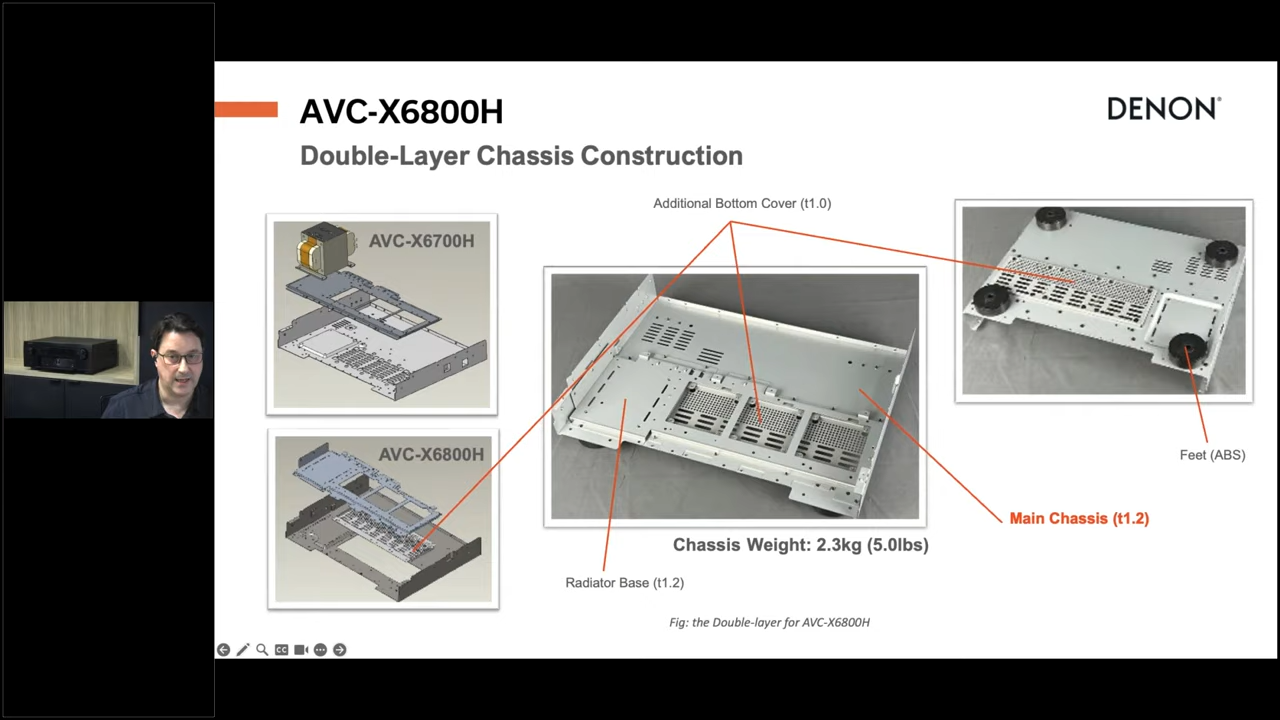 AVC-X6800H
DENON®
Double-Layer Chassis Construction
Additional Bottom Cover (t1.0)
AVC-X6700H
AVC-X6800H
Feet (ABS)
Main Chassis (t1.2)
Chassis Weight: 2.3kg (5.0lbs)
Radiator Base (t1.2)
Fig: the Double-layer for AVC-X6800H
CC